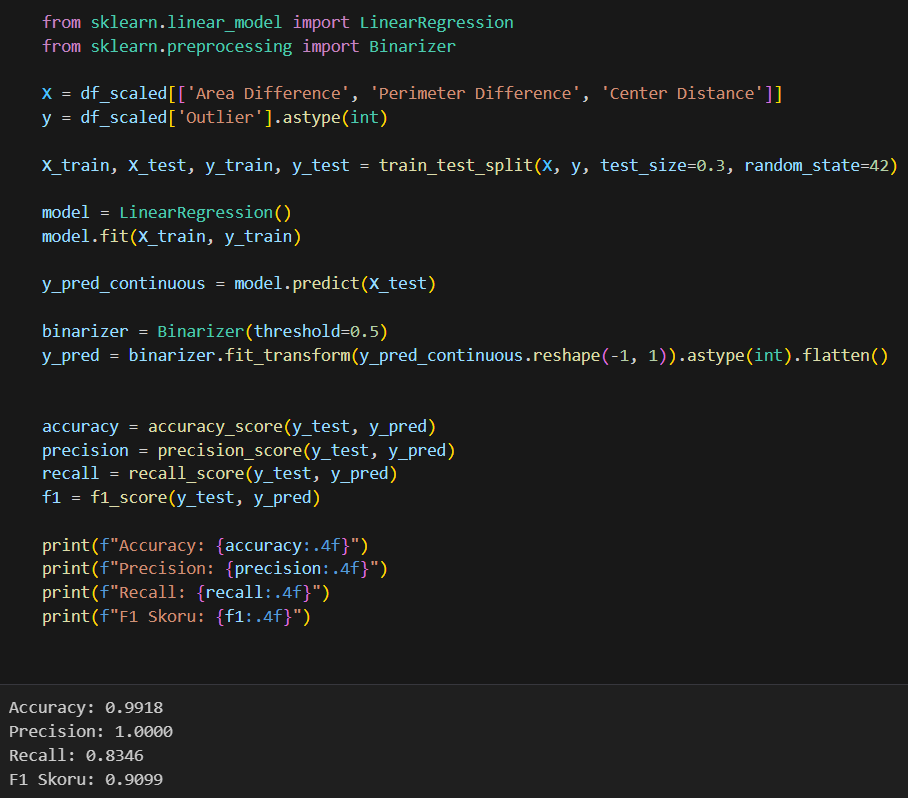 from sklearn.linear_model import LinearRegression
from sklearn.preprocessing import Binarizer
X = df_scaled[['Area Difference', 'Perimeter Difference', 'Center Distance']]
y = df_scaled['Outlier'].astype(int)
X_train, X_test, y_train, y_test = train_test_split(X, y, test_size=0.3, random_state=42)
model = LinearRegression()
model.fit(X_train, y_train)
y_pred_continuous = model.predict(X_test)
binarizer = Binarizer(threshold=0.5)
y_pred = binarizer.fit_transform(y_pred_continuous.reshape(-1, 1)).astype(int).flatten()
accuracy = accuracy_score(y_test, y_pred)
precision = precision_score(y_test, y_pred)
recall = recall_score(y_test, y_pred)
f1 = f1_score(y_test, y_pred)
print(f"Accuracy: {accuracy:.4f}")
print(f"Precision: {precision:.4f}")
print(f"Recall: {recall:.4f}")
print(f"F1 Skoru: {f1:.4f}")
Accuracy: 0.9918
Precision: 1.0000
Recall: 0.8346
F1 Skoru: 0.9099